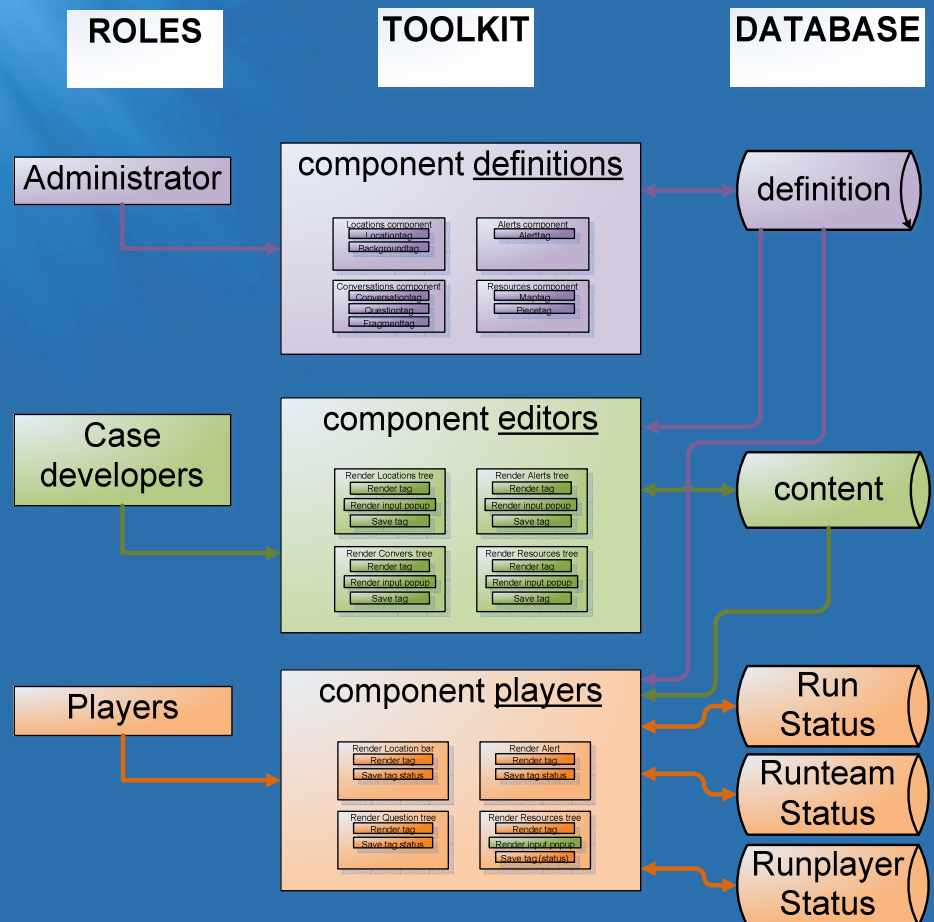 ROLES
TOOLKIT
DATABASE
Administrator
component definitions
Locations component
Locationtag
Backgroundtag
Alerts component
Alerttag
Conversations component
Conversationtag
Questiontag
Fragmenttag
Resources component
Maptag
Piecetag
definition
Case
developers
component editors
Render Locations tree
Render tag
Render input popup
Save tag
Render Alerts tree
Render tag
Render input popup
Save tag
Render Convers tree
Render tag
Render input popup
Save tag
Render Resources tree
Render tag
Render input popup
Save tag
content
Players
component players
Render Location bar
Render tag
Save tag status
Render Alert
Render tag
Save tag status
Render Question tree
Render tag
Save tag status
Render Resources tree
Render tag
Render input popup
Save tag (status)
Run
Status
Runteam
Status
Runplayer
Status